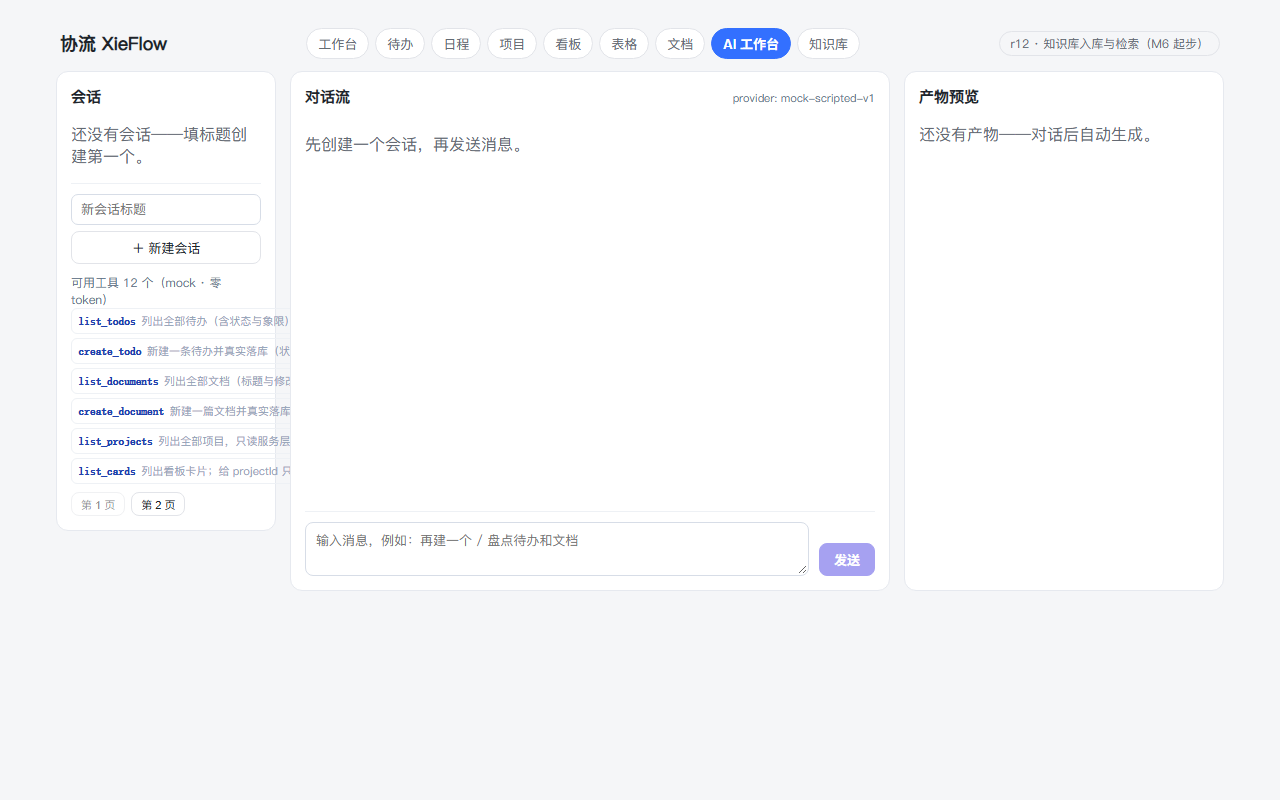 协流 XieFlow
工作台
待办
日程
项目
看板
表格
文档
AI 工作台
知识库
r12 · 知识库入库与检索（M6 起步）
会话
还没有会话——填标题创
建第一个。
新会话标题
＋ 新建会话
可用工具 12 个（mock · 零
token）
list_todos 列出全部待办（含状态与象限）
create_todo 新建一条待办并真实落库（状
list_documents 列出全部文档（标题与修改
create_document 新建一篇文档并真实落库
list_projects 列出全部项目，只读服务层
list_cards 列出看板卡片；给 projectId 只
第 1 页
第 2 页
对话流
provider: mock-scripted-v1
先创建一个会话，再发送消息。
输入消息，例如：再建一个 / 盘点待办和文档
发送
产物预览
还没有产物——对话后自动生成。